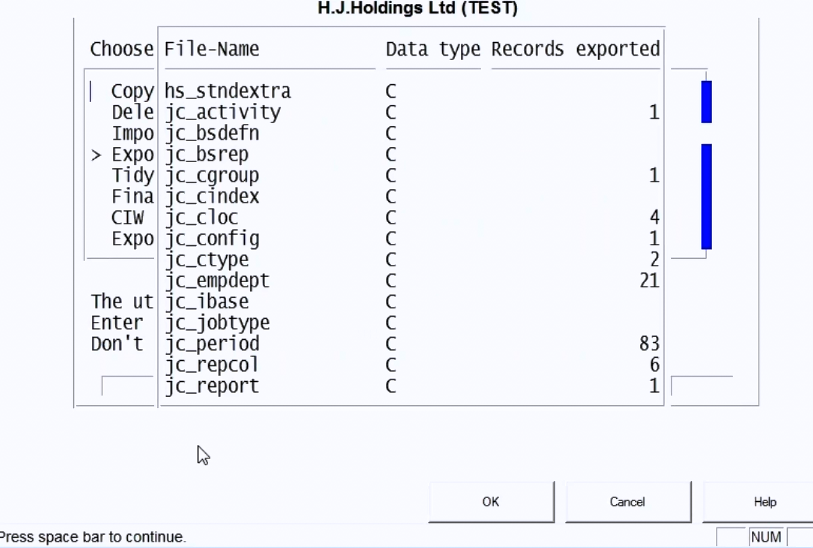 H.J.Holdings Ltd (TEST)
Choose File-Name Data type Records exported
Copy hs_stndextra C
Dele jc_activity C 1
Impo jc_bsdefn C
> Expo jc_bsrep C
Tidy jc_cgroup C 1
Fina jc_cindex C
CIW jc_cloc C 4
Expo jc_config C 1
jc_ctype C 2
jc_empdept C 21
The ut jc_ibase C
Enter jc_jobtype C
Don't jc_period C 83
jc_repcol C 6
jc_report C 1
OK Cancel Help
Press space bar to continue. NUM